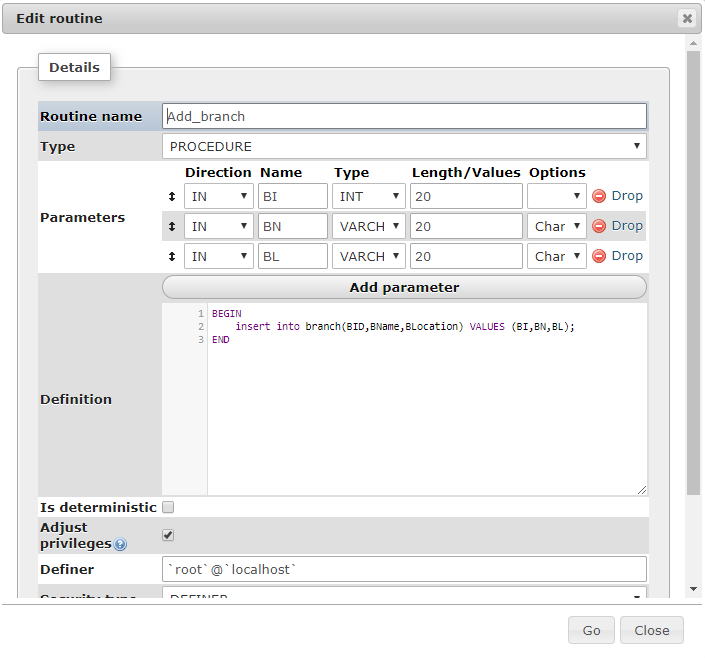 Edit routine
Details
Routine name Add_branch
Type PROCEDURE
Parameters
Direction Name Type Length/Values Options
IN BI INT 20 Drop
IN BN VARCH 20 Char Drop
IN BL VARCH 20 Char Drop
Add parameter
Definition
1 BEGIN
2 insert into branch(BID,BName,BLocation) VALUES (BI,BN,BL);
3 END
Is deterministic
Adjust
privileges
Definer `root`@`localhost`
Security type DEFINER
Go Close